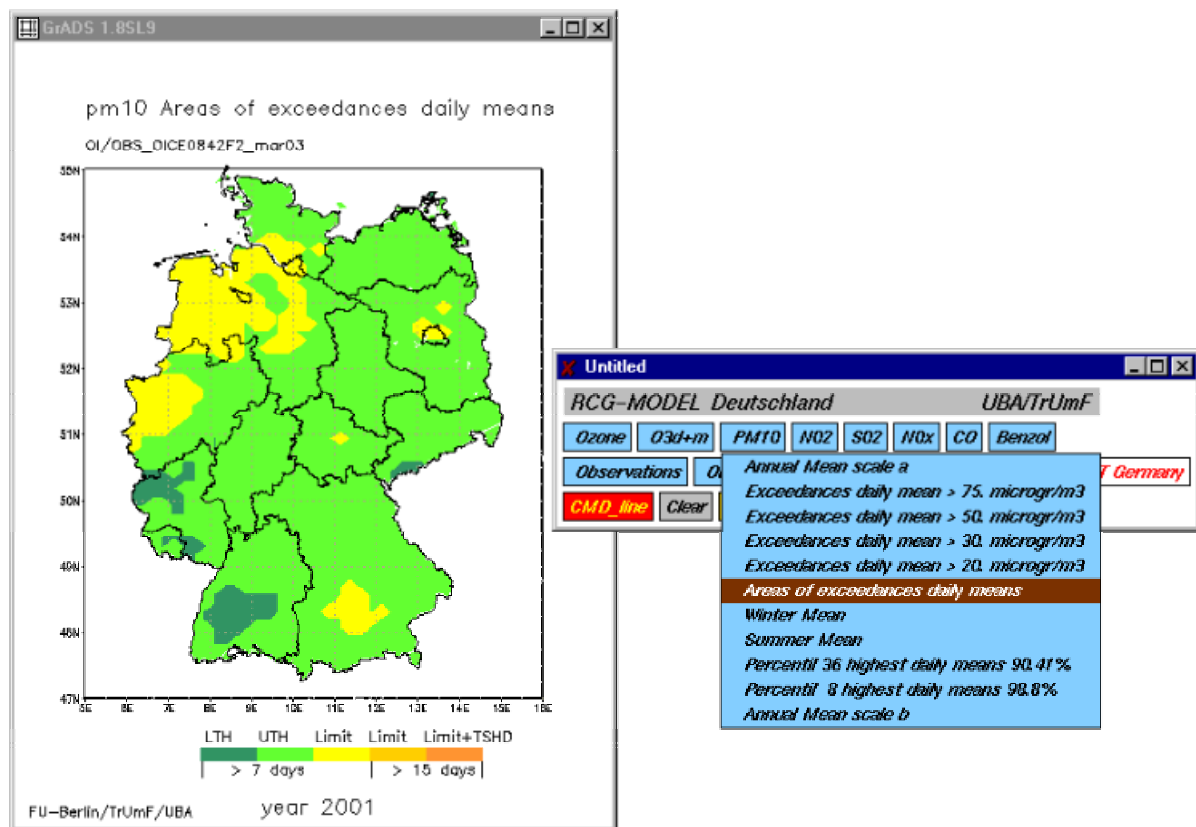 GrADS 1.8SL9
pm10 Areas of exceedances daily means
OI/OBS_OICE0842F2_mar03
55N
54N
53N
52N
51N
50N
49N
48N
47N
5E 6E 7E 8E 9E 10E 11E 12E 13E 14E 15E 16E
LTH UTH Limit Limit Limit+TSHD
> 7 days > 15 days
FU-Berlin/TrUmF/UBA year 2001
Untitled
RCG-MODEL Deutschland UBA/TrUmF
Ozone O3d+m PM10 NO2 SO2 NOx CO Benzol
Observations Germany
CMD_line Clear
Annual Mean scale a
Exceedances daily mean > 75. microgr/m3
Exceedances daily mean > 50. microgr/m3
Exceedances daily mean > 30. microgr/m3
Exceedances daily mean > 20. microgr/m3
Areas of exceedances daily means
Winter Mean
Summer Mean
Percentil 36 highest daily means 90.41%
Percentil 8 highest daily means 98.8%
Annual Mean scale b